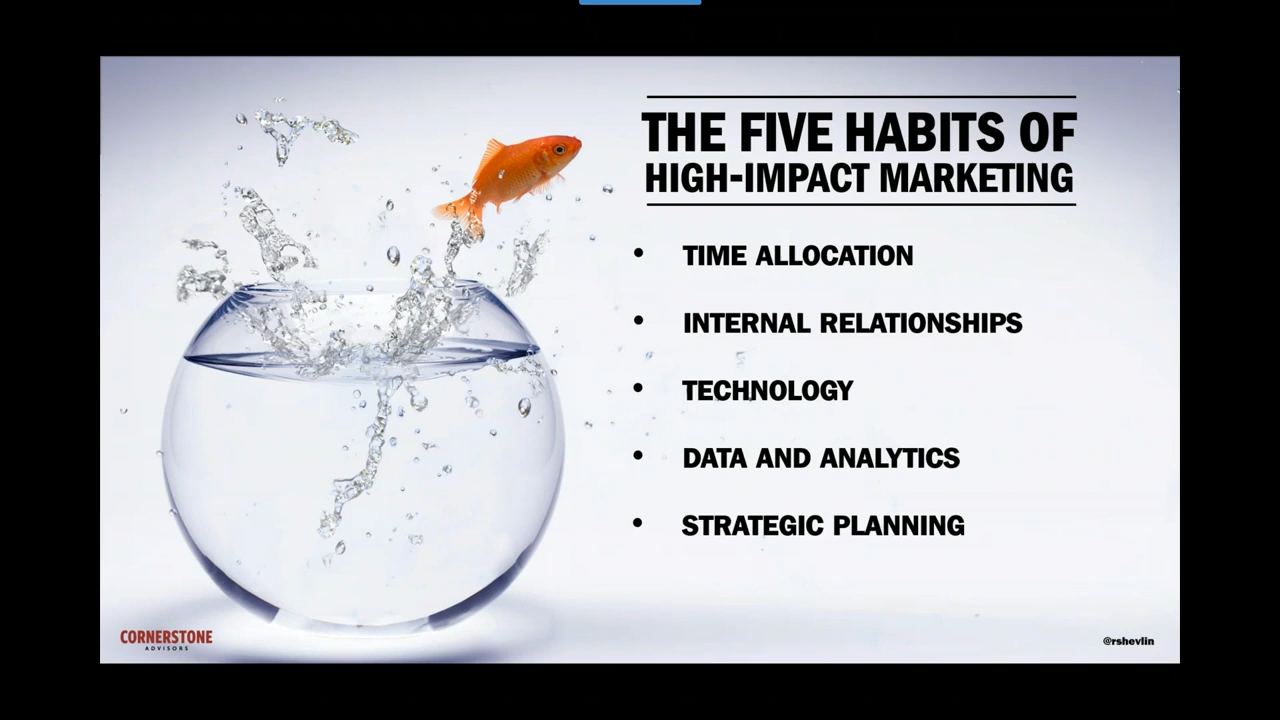 THE FIVE HABITS OF
HIGH-IMPACT MARKETING
• TIME ALLOCATION
• INTERNAL RELATIONSHIPS
• TECHNOLOGY
• DATA AND ANALYTICS
• STRATEGIC PLANNING
CORNERSTONE
ADVISORS
@rshevlin